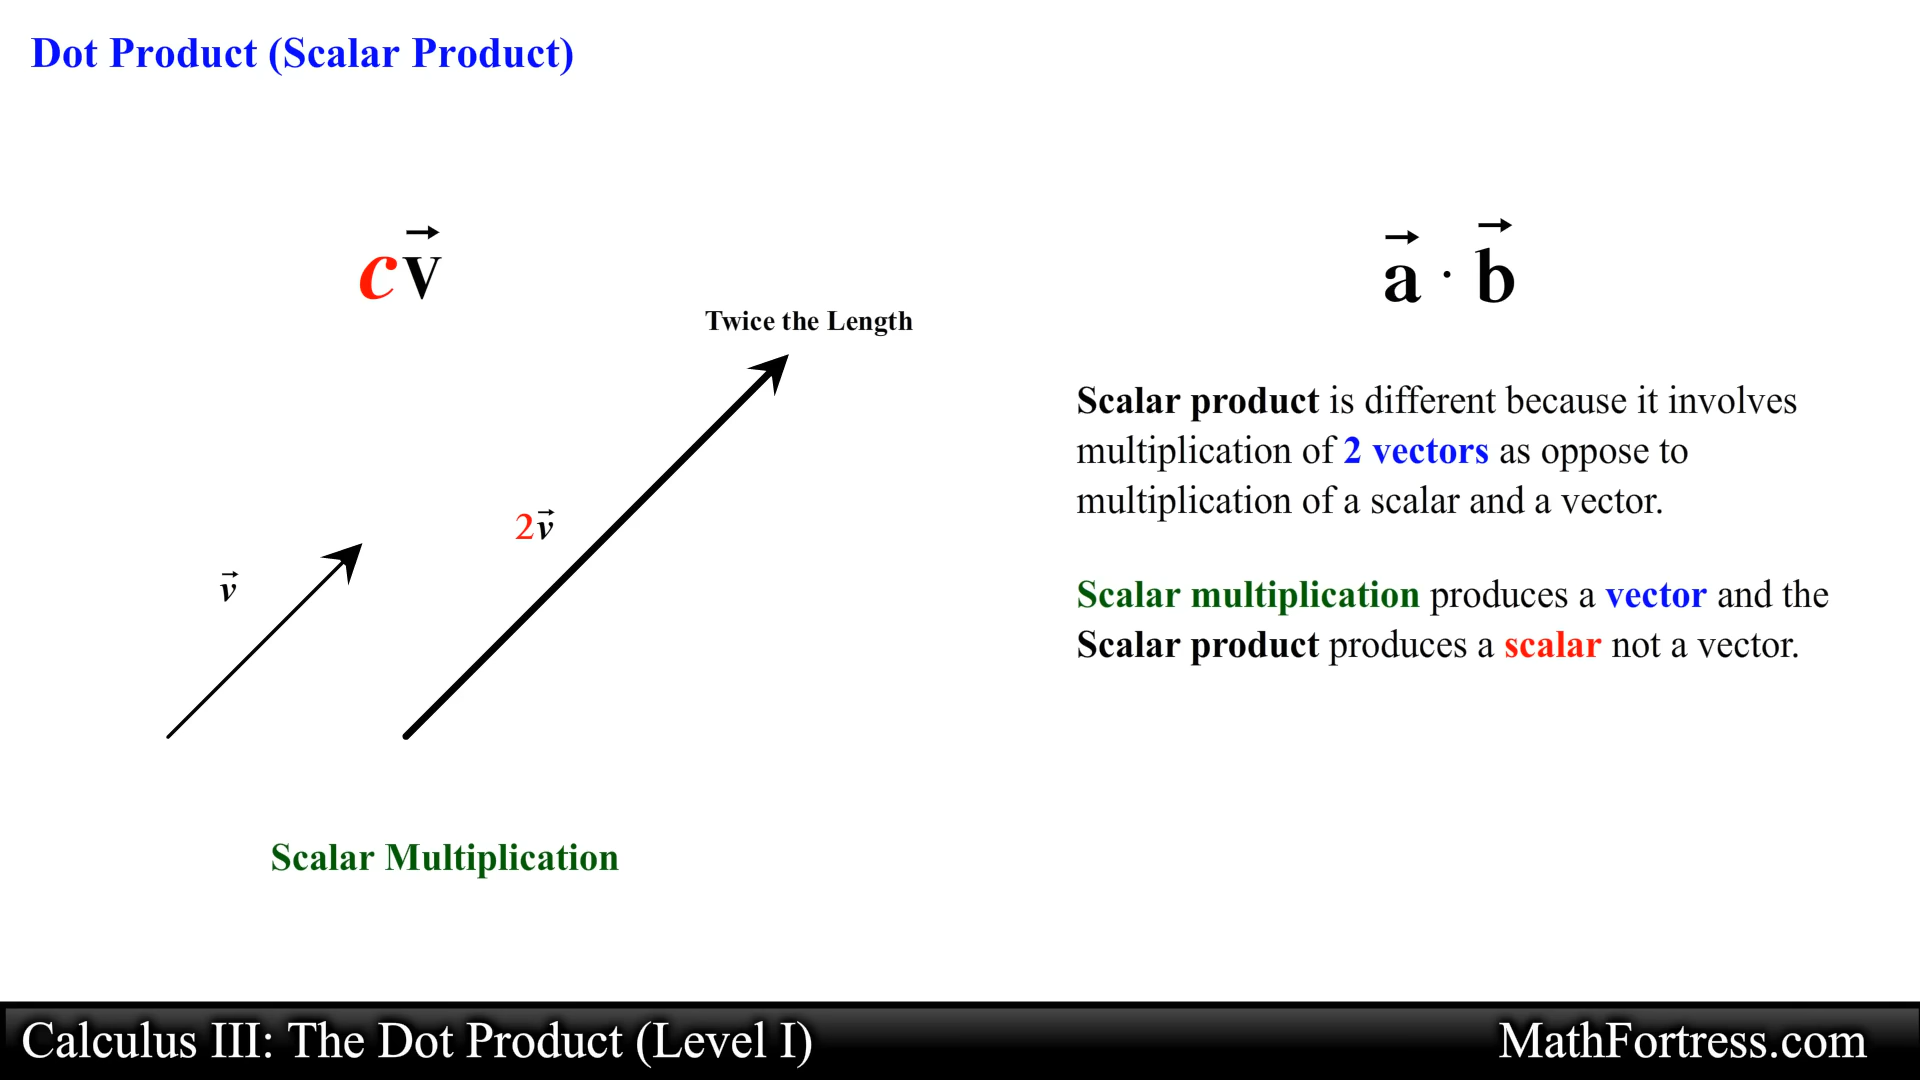 Dot Product (Scalar Product)
c v⃗
Twice the Length
2v⃗
v⃗
Scalar Multiplication
a⃗ · b⃗
Scalar product is different because it involves
multiplication of 2 vectors as oppose to
multiplication of a scalar and a vector.
Scalar multiplication produces a vector and the
Scalar product produces a scalar not a vector.
Calculus III: The Dot Product (Level I)
MathFortress.com